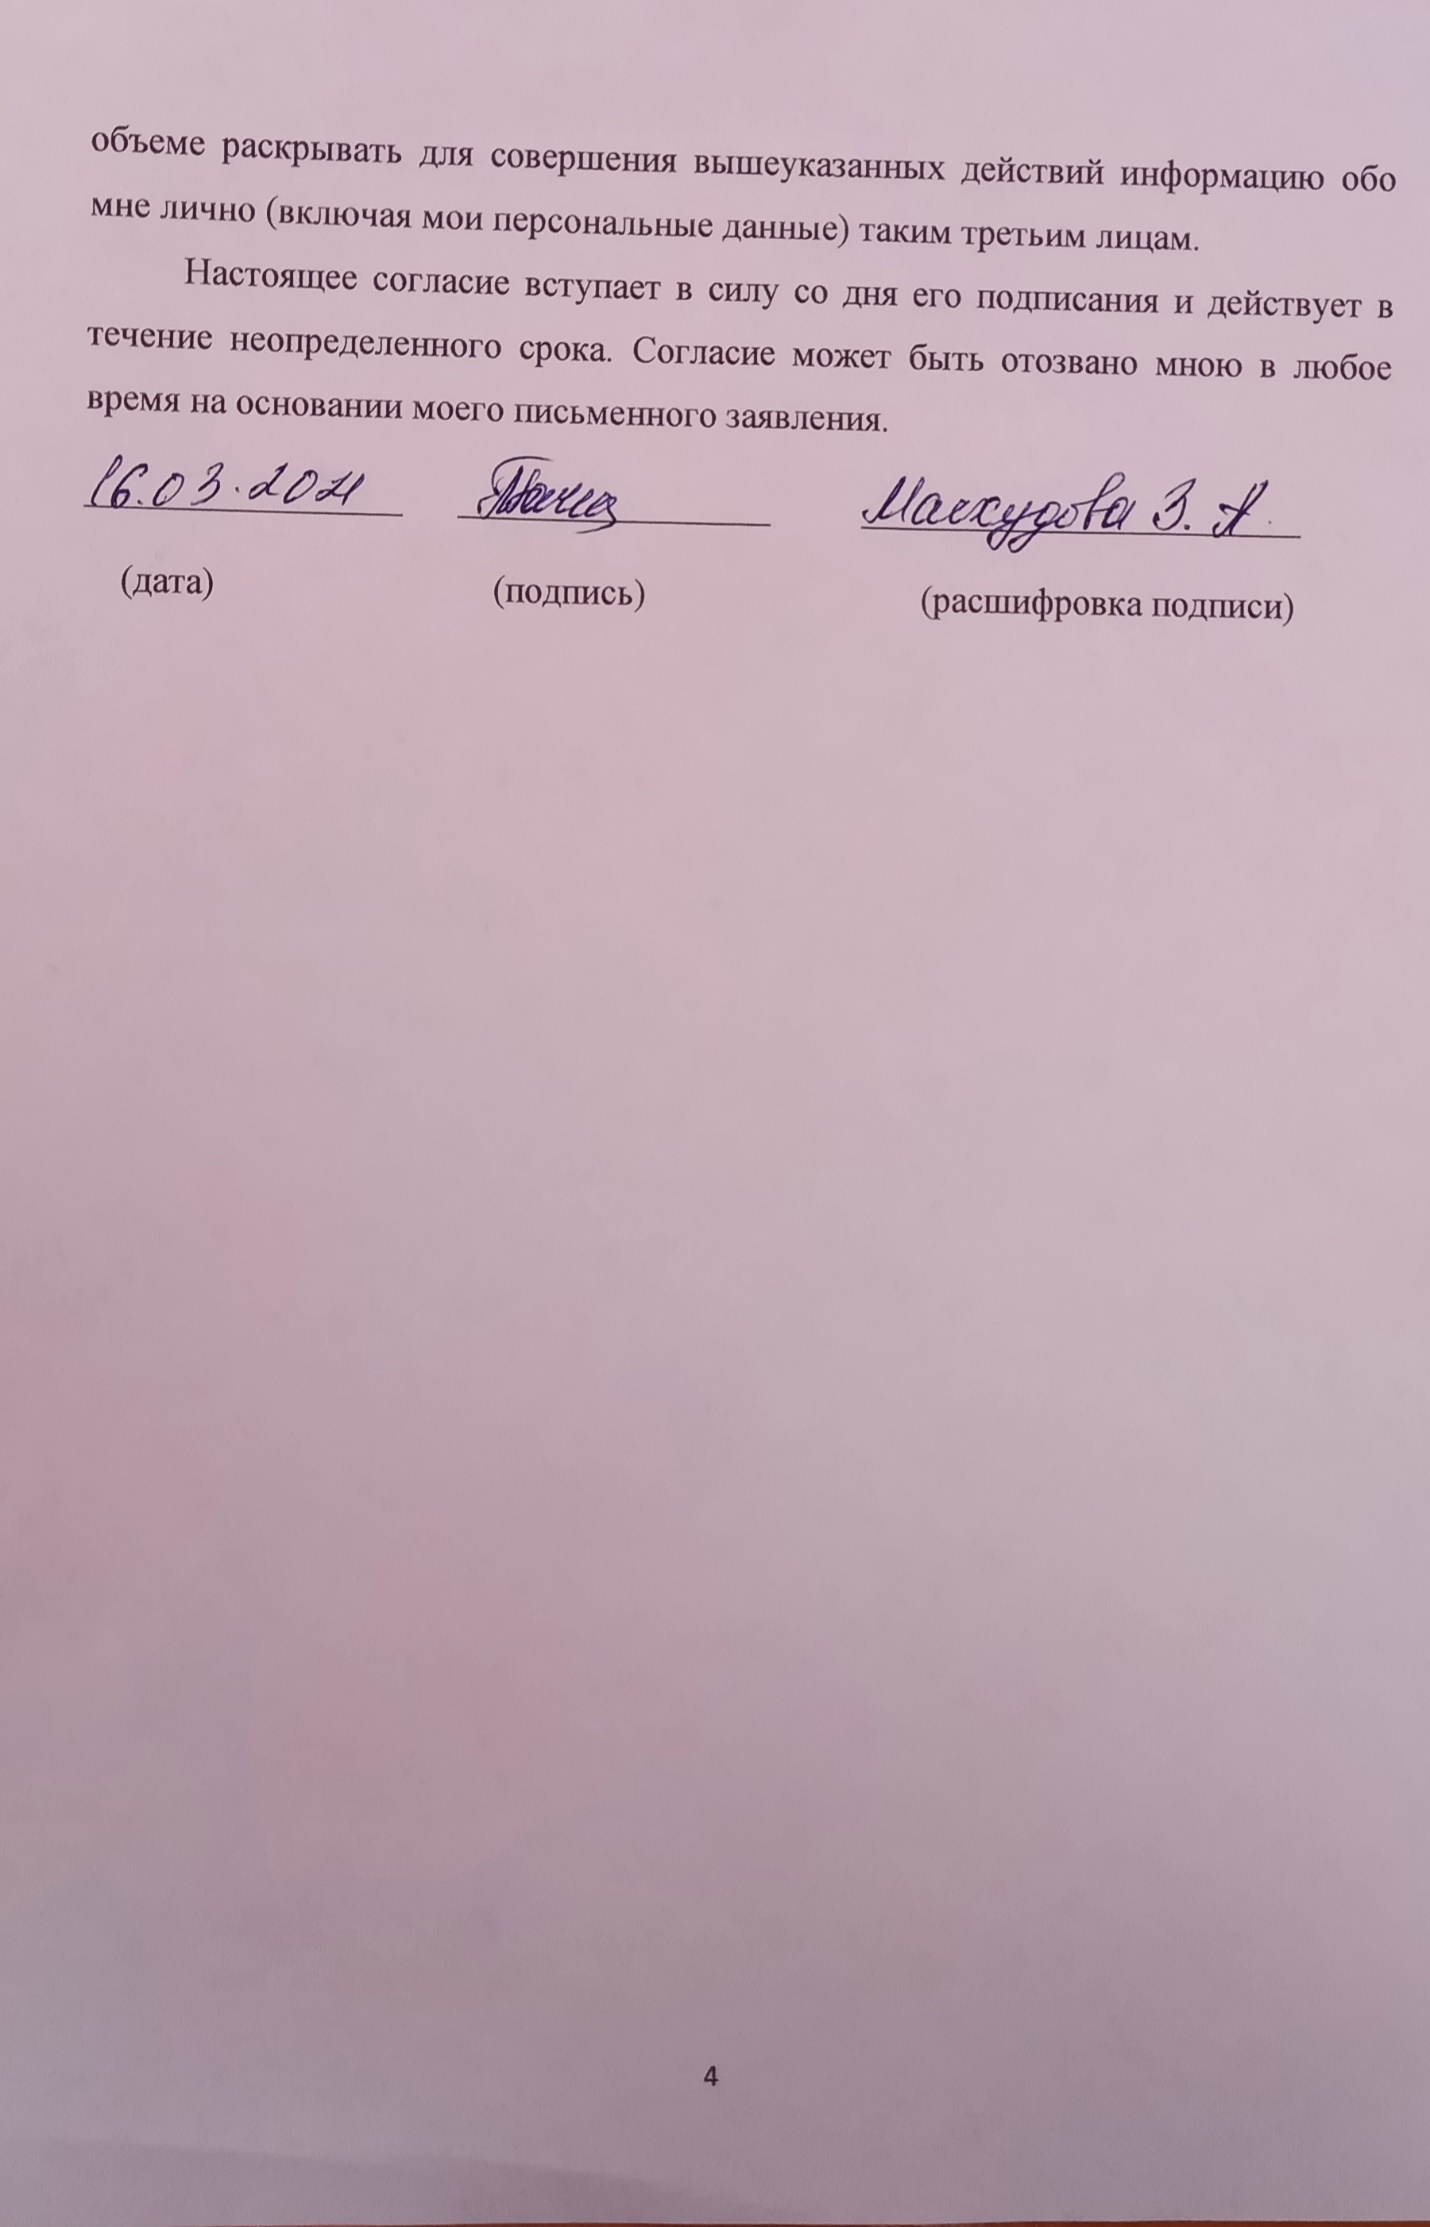 объеме раскрывать для совершения вышеуказанных действий информацию обо
мне лично (включая мои персональные данные) таким третьим лицам.
Настоящее согласие вступает в силу со дня его подписания и действует в
течение неопределенного срока. Согласие может быть отозвано мною в любое
время на основании моего письменного заявления.
16.03.2021 Масхудова З. А.
(дата) (подпись) (расшифровка подписи)
4